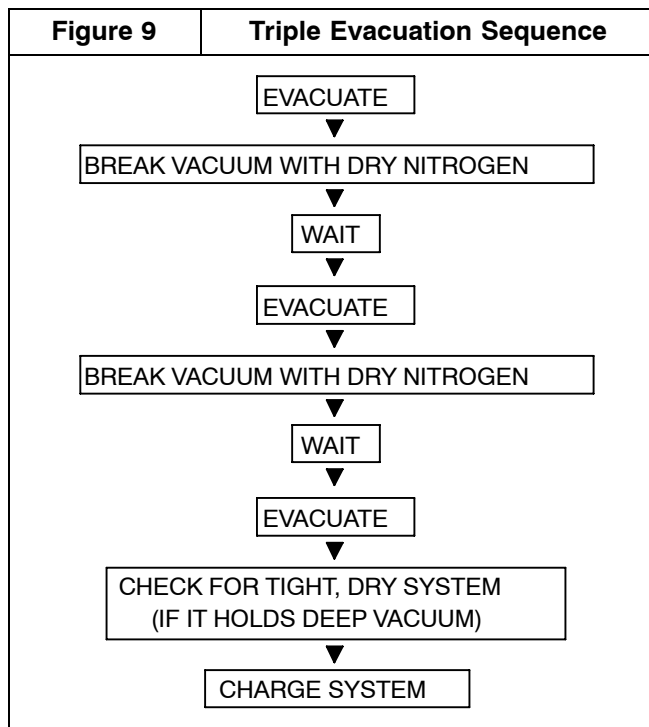 Figure 9 Triple Evacuation Sequence
EVACUATE
BREAK VACUUM WITH DRY NITROGEN
WAIT
EVACUATE
BREAK VACUUM WITH DRY NITROGEN
WAIT
EVACUATE
CHECK FOR TIGHT, DRY SYSTEM
(IF IT HOLDS DEEP VACUUM)
CHARGE SYSTEM